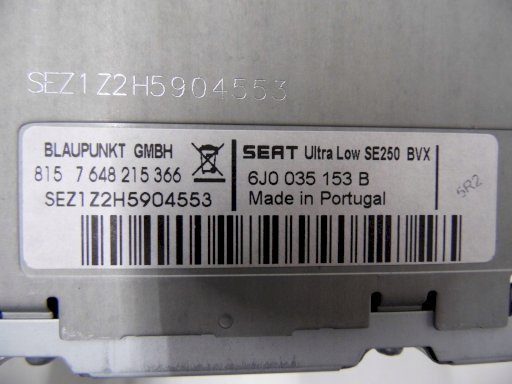 SEZ1Z2H5904553
BLAUPUNKT GMBH
815 7 648 215 366
SEZ1Z2H5904553
SEAT Ultra Low SE250 BVX
6J0 035 153 B
Made in Portugal
5R2